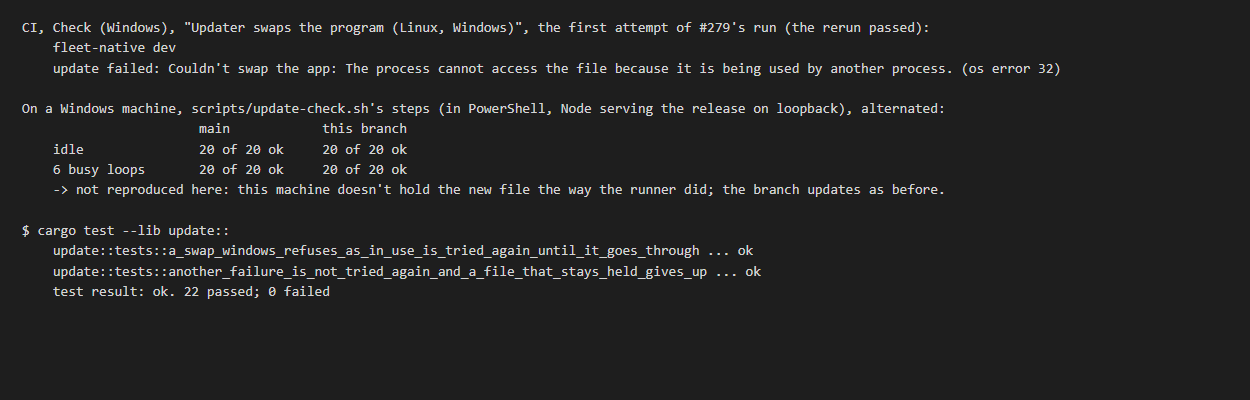 CI, Check (Windows), "Updater swaps the program (Linux, Windows)", the first attempt of #279's run (the rerun passed):
    fleet-native dev
    update failed: Couldn't swap the app: The process cannot access the file because it is being used by another process. (os error 32)

On a Windows machine, scripts/update-check.sh's steps (in PowerShell, Node serving the release on loopback), alternated:
                       main            this branch
    idle               20 of 20 ok     20 of 20 ok
    6 busy loops       20 of 20 ok     20 of 20 ok
    -> not reproduced here: this machine doesn't hold the new file the way the runner did; the branch updates as before.

$ cargo test --lib update::
    update::tests::a_swap_windows_refuses_as_in_use_is_tried_again_until_it_goes_through ... ok
    update::tests::another_failure_is_not_tried_again_and_a_file_that_stays_held_gives_up ... ok
    test result: ok. 22 passed; 0 failed